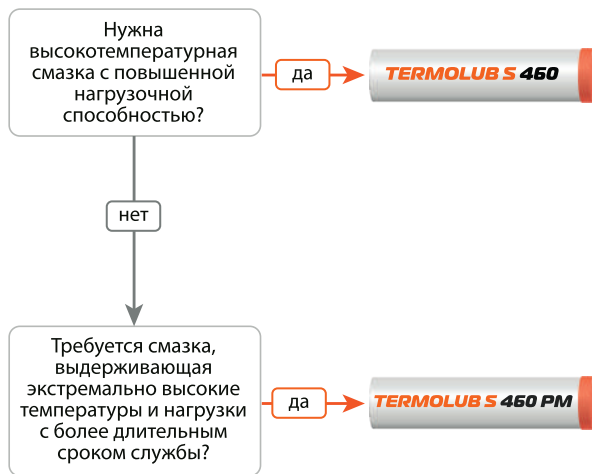 Нужна
высокотемпературная
смазка с повышенной
нагрузочной
способностью?
да
TERMOLUB S 460
нет
Требуется смазка,
выдерживающая
экстремально высокие
температуры и нагрузки
с более длительным
сроком службы?
да
TERMOLUB S 460 PM